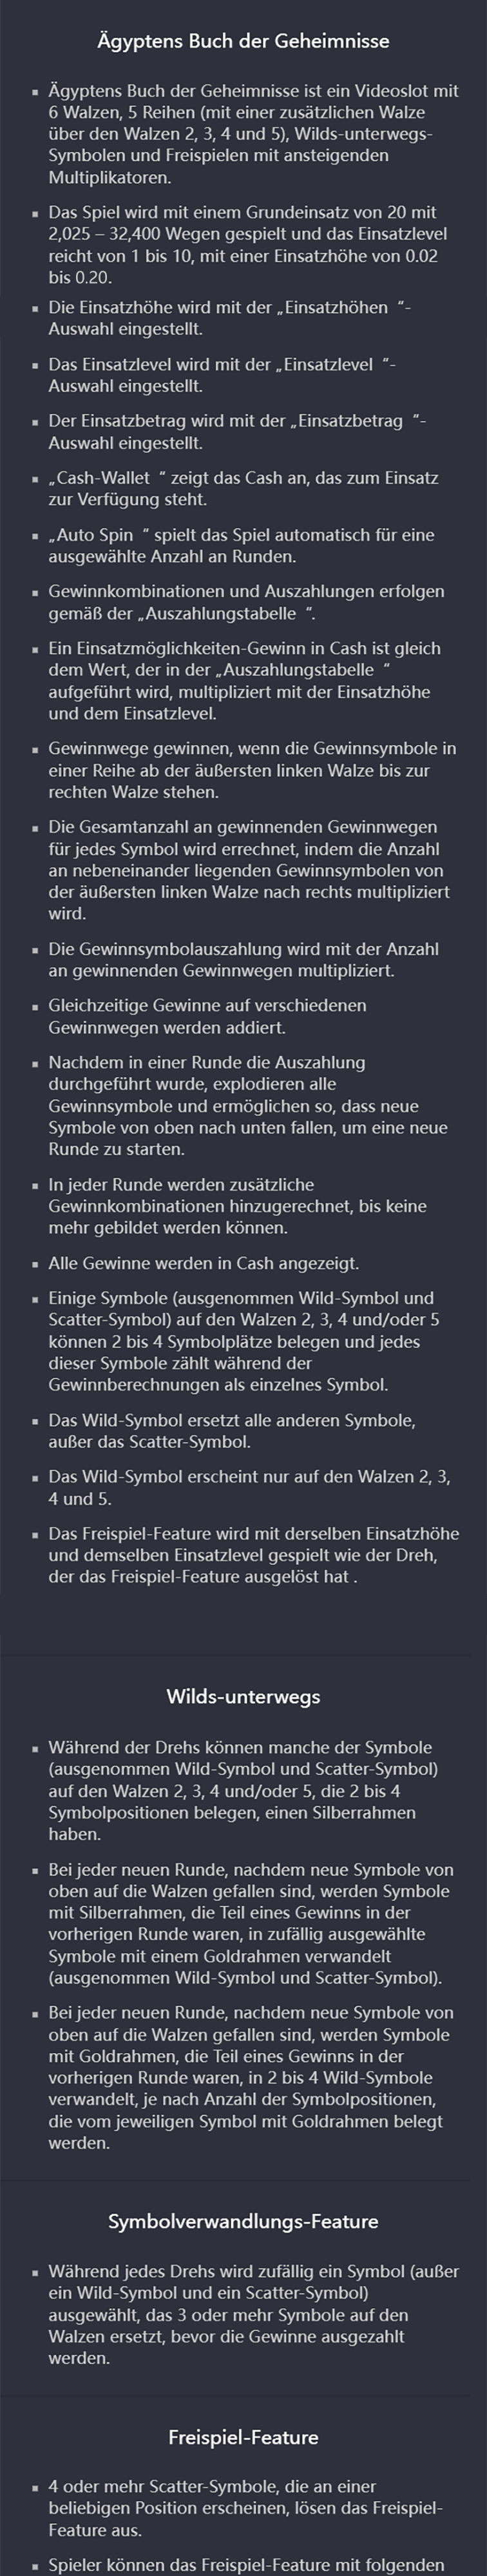 Ägyptens Buch der Geheimnisse
▪ Ägyptens Buch der Geheimnisse ist ein Videoslot mit
6 Walzen, 5 Reihen (mit einer zusätzlichen Walze
über den Walzen 2, 3, 4 und 5), Wilds-unterwegs-
Symbolen und Freispielen mit ansteigenden
Multiplikatoren.
▪ Das Spiel wird mit einem Grundeinsatz von 20 mit
2,025 – 32,400 Wegen gespielt und das Einsatzlevel
reicht von 1 bis 10, mit einer Einsatzhöhe von 0.02
bis 0.20.
▪ Die Einsatzhöhe wird mit der „Einsatzhöhen “-
Auswahl eingestellt.
▪ Das Einsatzlevel wird mit der „Einsatzlevel “-
Auswahl eingestellt.
▪ Der Einsatzbetrag wird mit der „Einsatzbetrag “-
Auswahl eingestellt.
▪ „Cash-Wallet “ zeigt das Cash an, das zum Einsatz
zur Verfügung steht.
▪ „Auto Spin “ spielt das Spiel automatisch für eine
ausgewählte Anzahl an Runden.
▪ Gewinnkombinationen und Auszahlungen erfolgen
gemäß der „Auszahlungstabelle “.
▪ Ein Einsatzmöglichkeiten-Gewinn in Cash ist gleich
dem Wert, der in der „Auszahlungstabelle “
aufgeführt wird, multipliziert mit der Einsatzhöhe
und dem Einsatzlevel.
▪ Gewinnwege gewinnen, wenn die Gewinnsymbole in
einer Reihe ab der äußersten linken Walze bis zur
rechten Walze stehen.
▪ Die Gesamtanzahl an gewinnenden Gewinnwegen
für jedes Symbol wird errechnet, indem die Anzahl
an nebeneinander liegenden Gewinnsymbolen von
der äußersten linken Walze nach rechts multipliziert
wird.
▪ Die Gewinnsymbolauszahlung wird mit der Anzahl
an gewinnenden Gewinnwegen multipliziert.
▪ Gleichzeitige Gewinne auf verschiedenen
Gewinnwegen werden addiert.
▪ Nachdem in einer Runde die Auszahlung
durchgeführt wurde, explodieren alle
Gewinnsymbole und ermöglichen so, dass neue
Symbole von oben nach unten fallen, um eine neue
Runde zu starten.
▪ In jeder Runde werden zusätzliche
Gewinnkombinationen hinzugerechnet, bis keine
mehr gebildet werden können.
▪ Alle Gewinne werden in Cash angezeigt.
▪ Einige Symbole (ausgenommen Wild-Symbol und
Scatter-Symbol) auf den Walzen 2, 3, 4 und/oder 5
können 2 bis 4 Symbolplätze belegen und jedes
dieser Symbole zählt während der
Gewinnberechnungen als einzelnes Symbol.
▪ Das Wild-Symbol ersetzt alle anderen Symbole,
außer das Scatter-Symbol.
▪ Das Wild-Symbol erscheint nur auf den Walzen 2, 3,
4 und 5.
▪ Das Freispiel-Feature wird mit derselben Einsatzhöhe
und demselben Einsatzlevel gespielt wie der Dreh,
der das Freispiel-Feature ausgelöst hat .
Wilds-unterwegs
▪ Während der Drehs können manche der Symbole
(ausgenommen Wild-Symbol und Scatter-Symbol)
auf den Walzen 2, 3, 4 und/oder 5, die 2 bis 4
Symbolpositionen belegen, einen Silberrahmen
haben.
▪ Bei jeder neuen Runde, nachdem neue Symbole von
oben auf die Walzen gefallen sind, werden Symbole
mit Silberrahmen, die Teil eines Gewinns in der
vorherigen Runde waren, in zufällig ausgewählte
Symbole mit einem Goldrahmen verwandelt
(ausgenommen Wild-Symbol und Scatter-Symbol).
▪ Bei jeder neuen Runde, nachdem neue Symbole von
oben auf die Walzen gefallen sind, werden Symbole
mit Goldrahmen, die Teil eines Gewinns in der
vorherigen Runde waren, in 2 bis 4 Wild-Symbole
verwandelt, je nach Anzahl der Symbolpositionen,
die vom jeweiligen Symbol mit Goldrahmen belegt
werden.
Symbolverwandlungs-Feature
▪ Während jedes Drehs wird zufällig ein Symbol (außer
ein Wild-Symbol und ein Scatter-Symbol)
ausgewählt, das 3 oder mehr Symbole auf den
Walzen ersetzt, bevor die Gewinne ausgezahlt
werden.
Freispiel-Feature
▪ 4 oder mehr Scatter-Symbole, die an einer
beliebigen Position erscheinen, lösen das Freispiel-
Feature aus.
▪ Spieler können das Freispiel-Feature mit folgenden